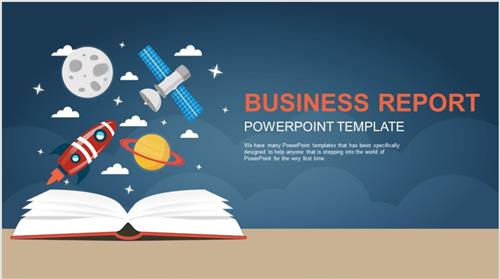 BUSINESS REPORT
POWERPOINT TEMPLATE
We have many PowerPoint templates that has been specifically
designed to help anyone that is stepping into the world of
PowerPoint for the very first time.